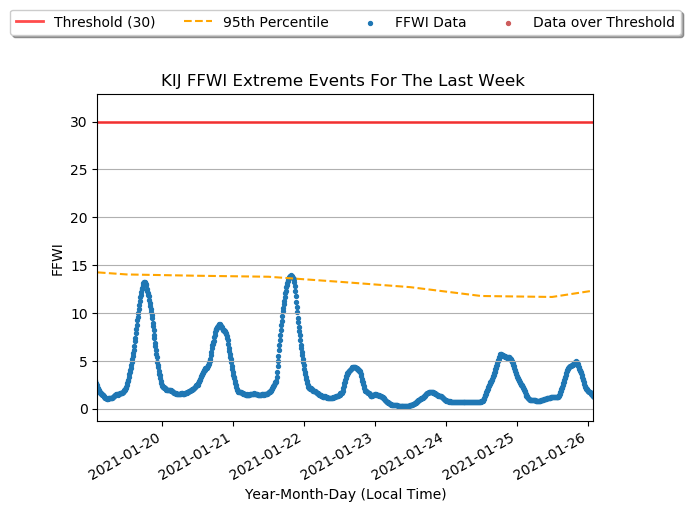 Threshold (30) 95th Percentile FFWI Data Data over Threshold
KIJ FFWI Extreme Events For The Last Week
30
25
20
15
10
5
0
FFWI
2021-01-20 2021-01-21 2021-01-22 2021-01-23 2021-01-24 2021-01-25 2021-01-26
Year-Month-Day (Local Time)